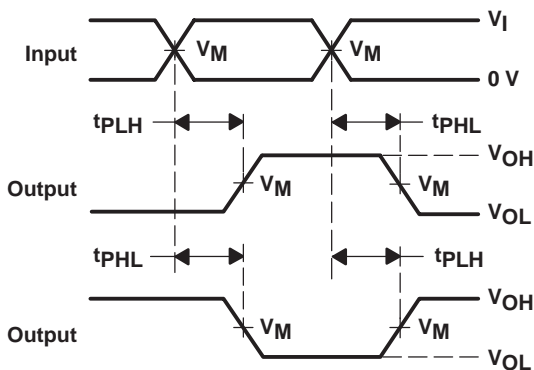 VI
Input VM VM
0 V
tPLH tPHL
VOH
Output VM VM
VOL
tPHL tPLH
VOH
Output VM VM
VOL